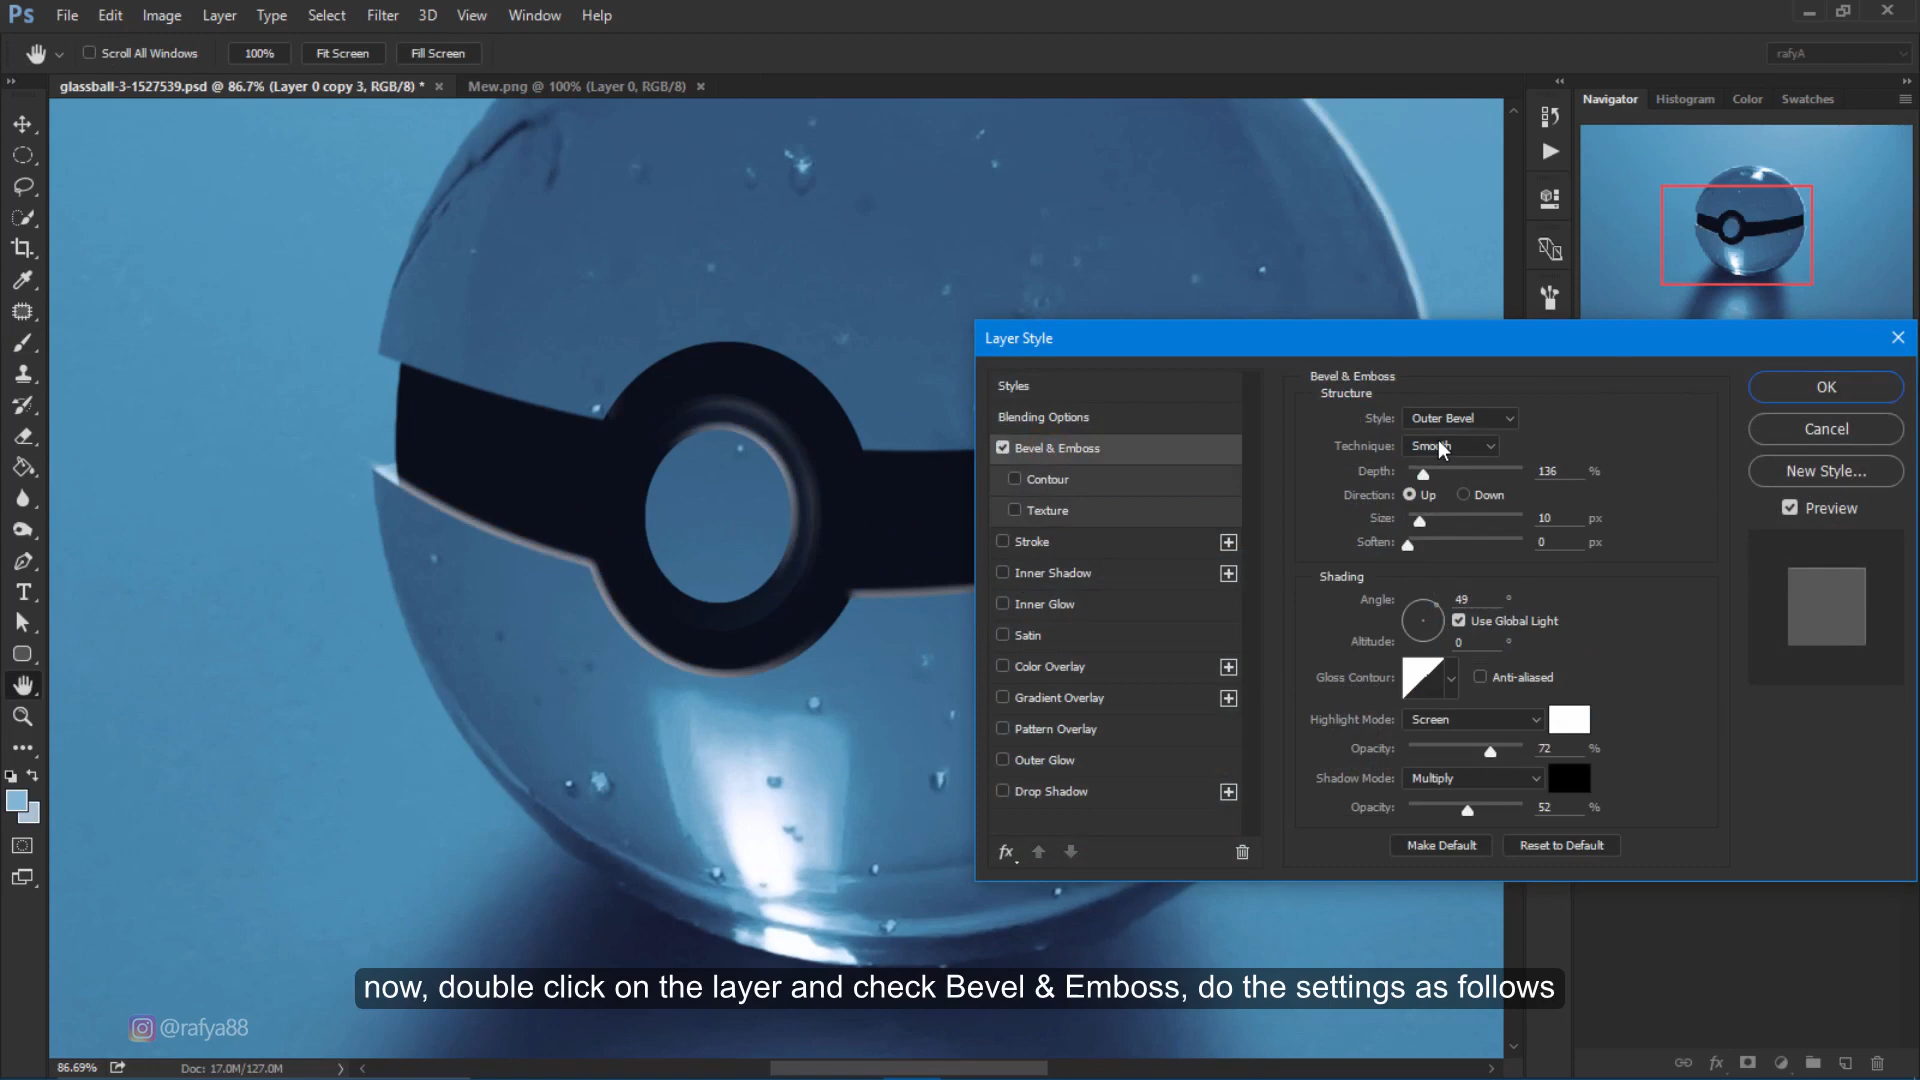 Ps File Edit Image Layer Type Select Filter 3D View Window Help
Scroll All Windows 100% Fit Screen Fill Screen rafyA
glassball-3-1527539.psd @ 86.7% (Layer 0 copy 3, RGB/8) * Mew.png @ 100% (Layer 0, RGB/8)
Navigator Histogram Color Swatches
Layer Style
Styles
Blending Options
Bevel & Emboss
Contour
Texture
Stroke
Inner Shadow
Inner Glow
Satin
Color Overlay
Gradient Overlay
Pattern Overlay
Outer Glow
Drop Shadow
fx
Bevel & Emboss
Structure
Style: Outer Bevel
Technique: Smooth
Depth: 136 %
Direction: Up Down
Size: 10 px
Soften: 0 px
Shading
Angle: 49 °
Use Global Light
Altitude: 0 °
Gloss Contour: Anti-aliased
Highlight Mode: Screen
Opacity: 72 %
Shadow Mode: Multiply
Opacity: 52 %
Make Default Reset to Default
OK
Cancel
New Style...
Preview
now, double click on the layer and check Bevel & Emboss, do the settings as follows
@rafya88
86.69% Doc: 17.0M/127.0M
fx